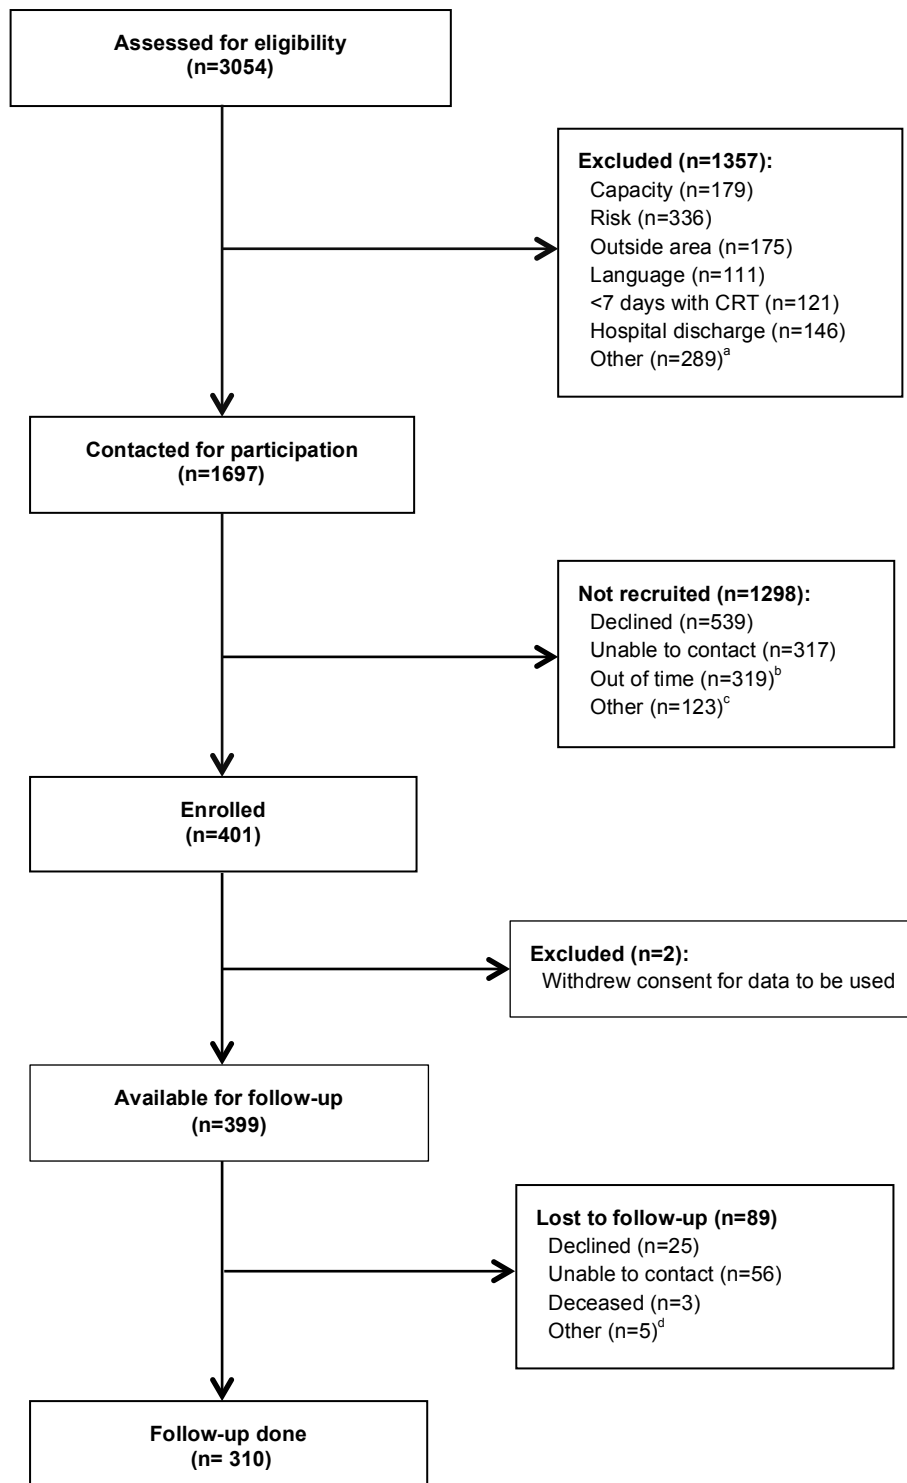 Assessed for eligibility
(n=3054)
Excluded (n=1357):
Capacity (n=179)
Risk (n=336)
Outside area (n=175)
Language (n=111)
<7 days with CRT (n=121)
Hospital discharge (n=146)
Other (n=289)a
Contacted for participation
(n=1697)
Not recruited (n=1298):
Declined (n=539)
Unable to contact (n=317)
Out of time (n=319)b
Other (n=123)c
Enrolled
(n=401)
Excluded (n=2):
Withdrew consent for data to be used
Available for follow-up
(n=399)
Lost to follow-up (n=89)
Declined (n=25)
Unable to contact (n=56)
Deceased (n=3)
Other (n=5)d
Follow-up done
(n= 310)